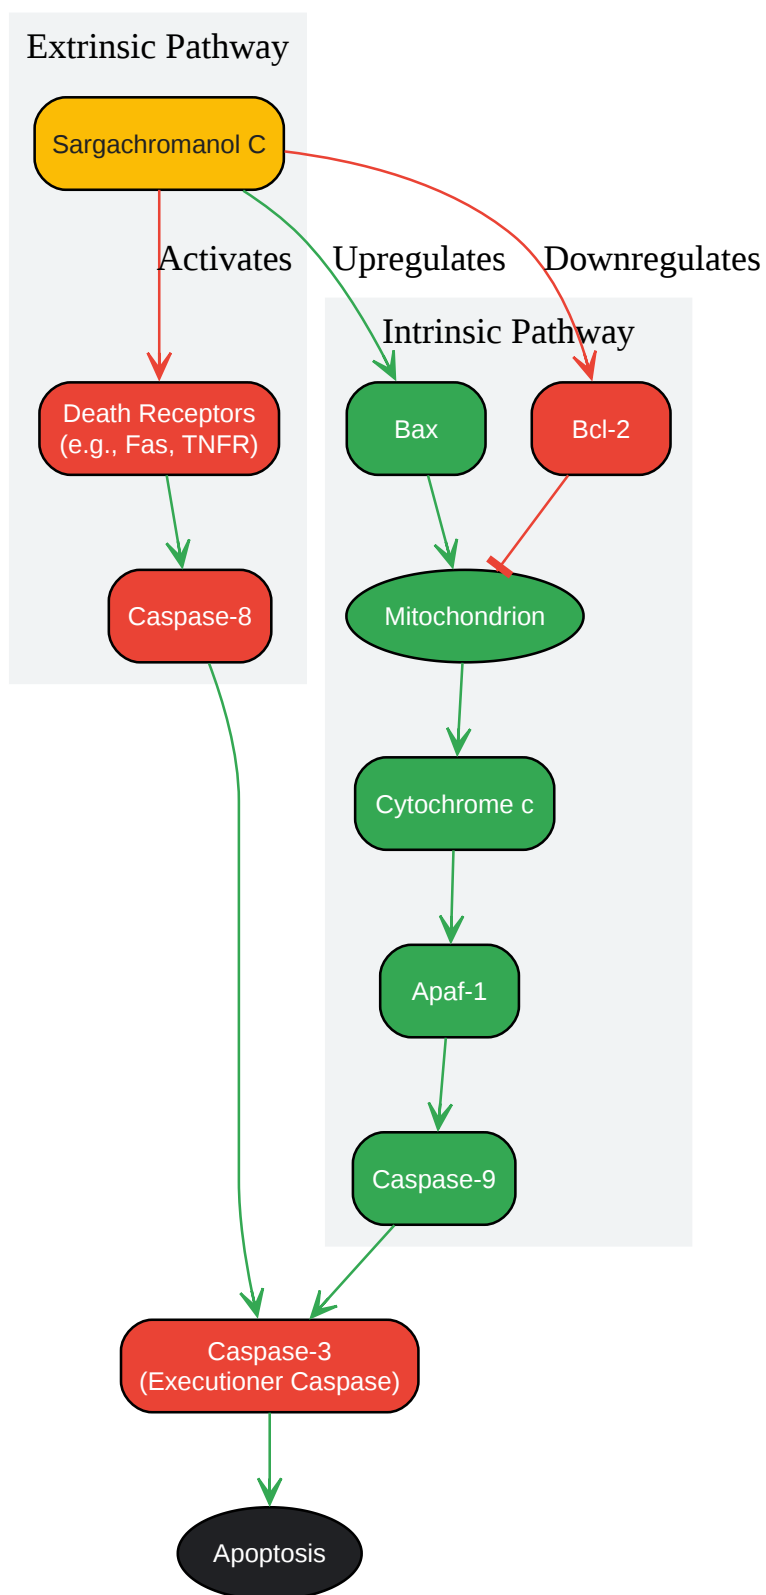 Extrinsic Pathway
Sargachromanol C
Activates
Upregulates
Downregulates
Intrinsic Pathway
Death Receptors
(e.g., Fas, TNFR)
Bax
Bcl-2
Caspase-8
Mitochondrion
Cytochrome c
Apaf-1
Caspase-9
Caspase-3
(Executioner Caspase)
Apoptosis